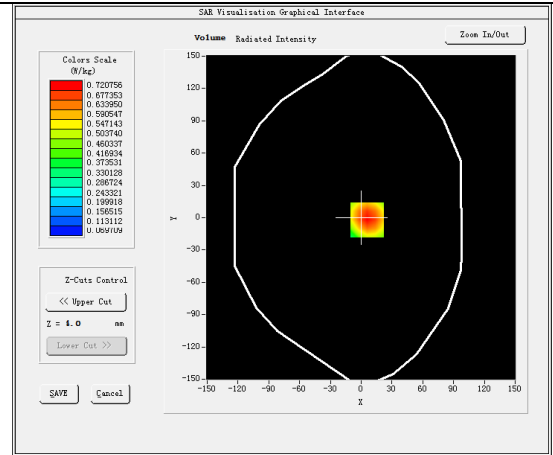 SAR Visualisation Graphical Interface
Volume Radiated Intensity
Zoom In/Out
Colors Scale
(W/kg)
0.720756
0.677353
0.633950
0.590547
0.547143
0.503740
0.460337
0.416934
0.373531
0.330128
0.286724
0.243321
0.199918
0.156515
0.113112
0.069709
Z-Cuts Control
<< Upper Cut
Z = 4.0 mm
Lower Cut >>
SAVE Cancel
150
120
90
60
30
0
-30
-60
-90
-120
-150
Y
-150 -120 -90 -60 -30 0 30 60 90 120 150
X